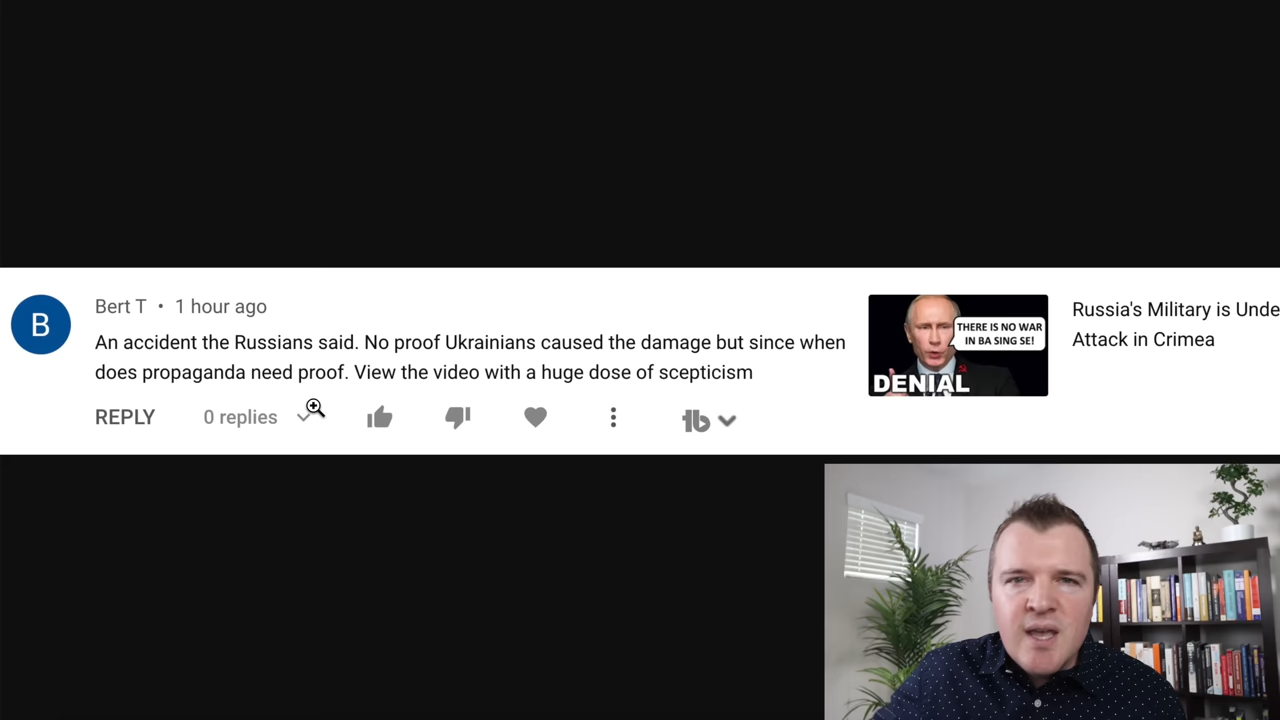 B
Bert T • 1 hour ago
An accident the Russians said. No proof Ukrainians caused the damage but since when
does propaganda need proof. View the video with a huge dose of scepticism
REPLY 0 replies
THERE IS NO WAR
IN BA SING SE!
DENIAL
Russia's Military is Unde
Attack in Crimea